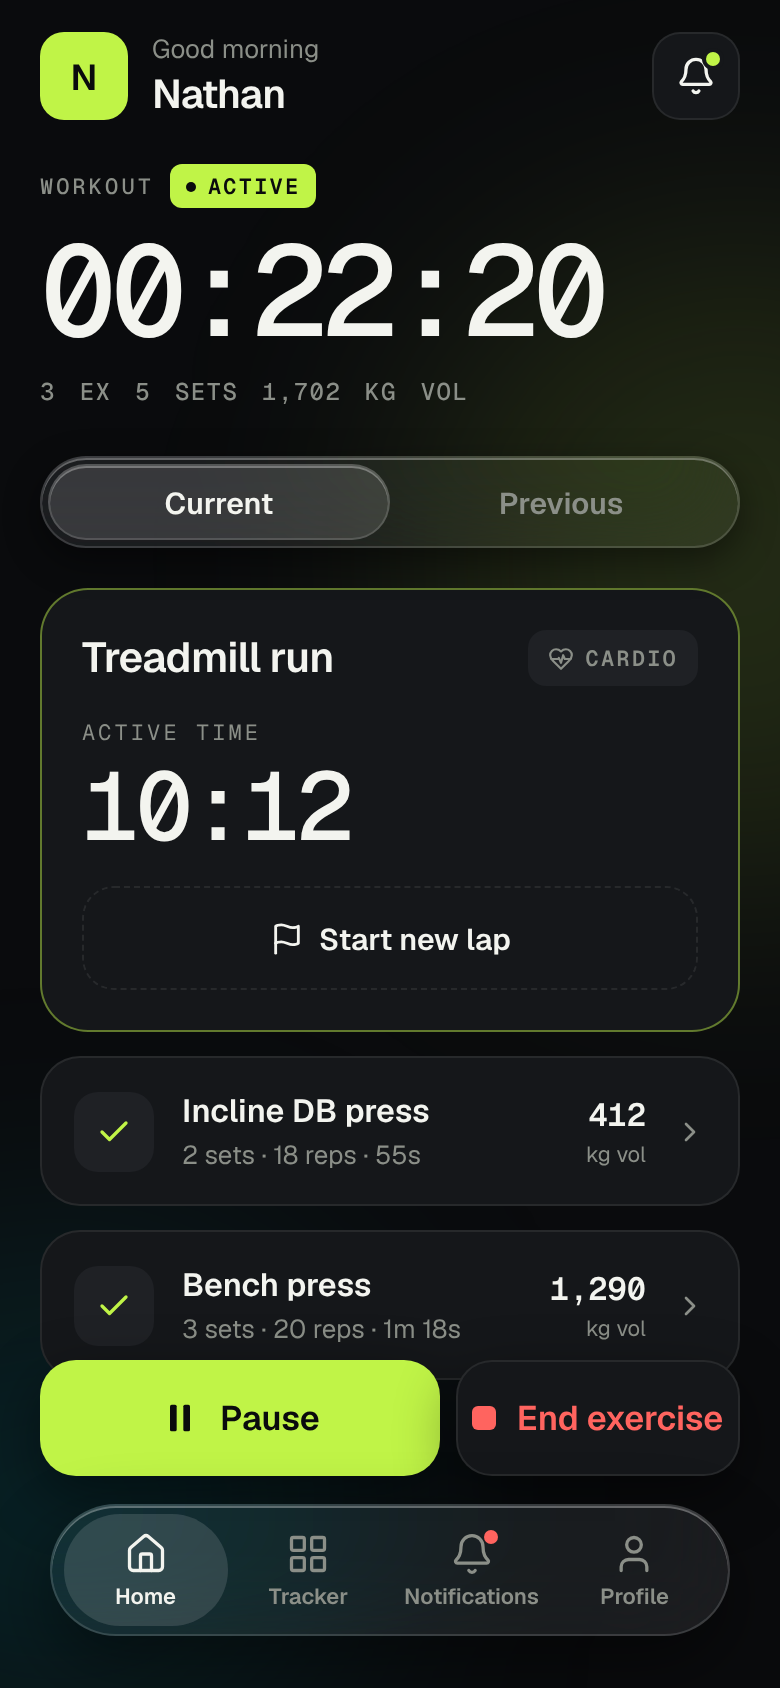 N
Good morning
Nathan
WORKOUT
ACTIVE
00:22:20
3 EX 5 SETS 1,702 KG VOL
Current
Previous
Treadmill run
CARDIO
ACTIVE TIME
10:12
Start new lap
Incline DB press
412
2 sets · 18 reps · 55s
kg vol
Bench press
1,290
3 sets · 20 reps · 1m 18s
kg vol
Pause
End exercise
Home
Tracker
Notifications
Profile